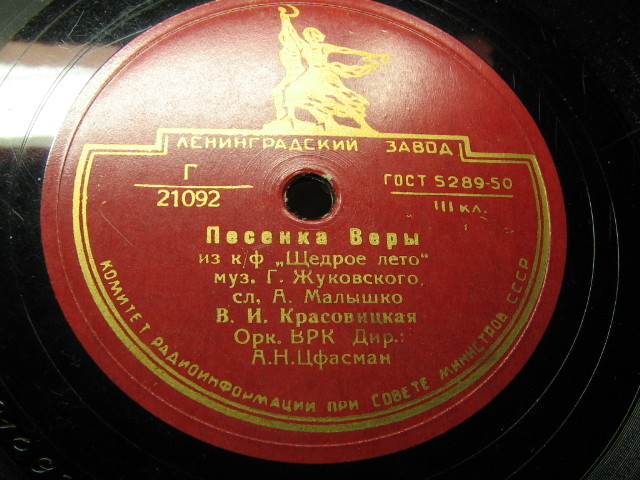 ЛЕНИНГРАДСКИЙ ЗАВОД
Г
21092
ГОСТ 5289-50
III кл.
Песенка Веры
из к/ф „Щедрое лето“
муз. Г. Жуковского,
сл, А. Малышко
В. И. Красовицкая
Орк. ВРК Дир.:
А.Н.Цфасман
КОМИТЕТ РАДИОИНФОРМАЦИИ ПРИ СОВЕТЕ МИНИСТРОВ СССР